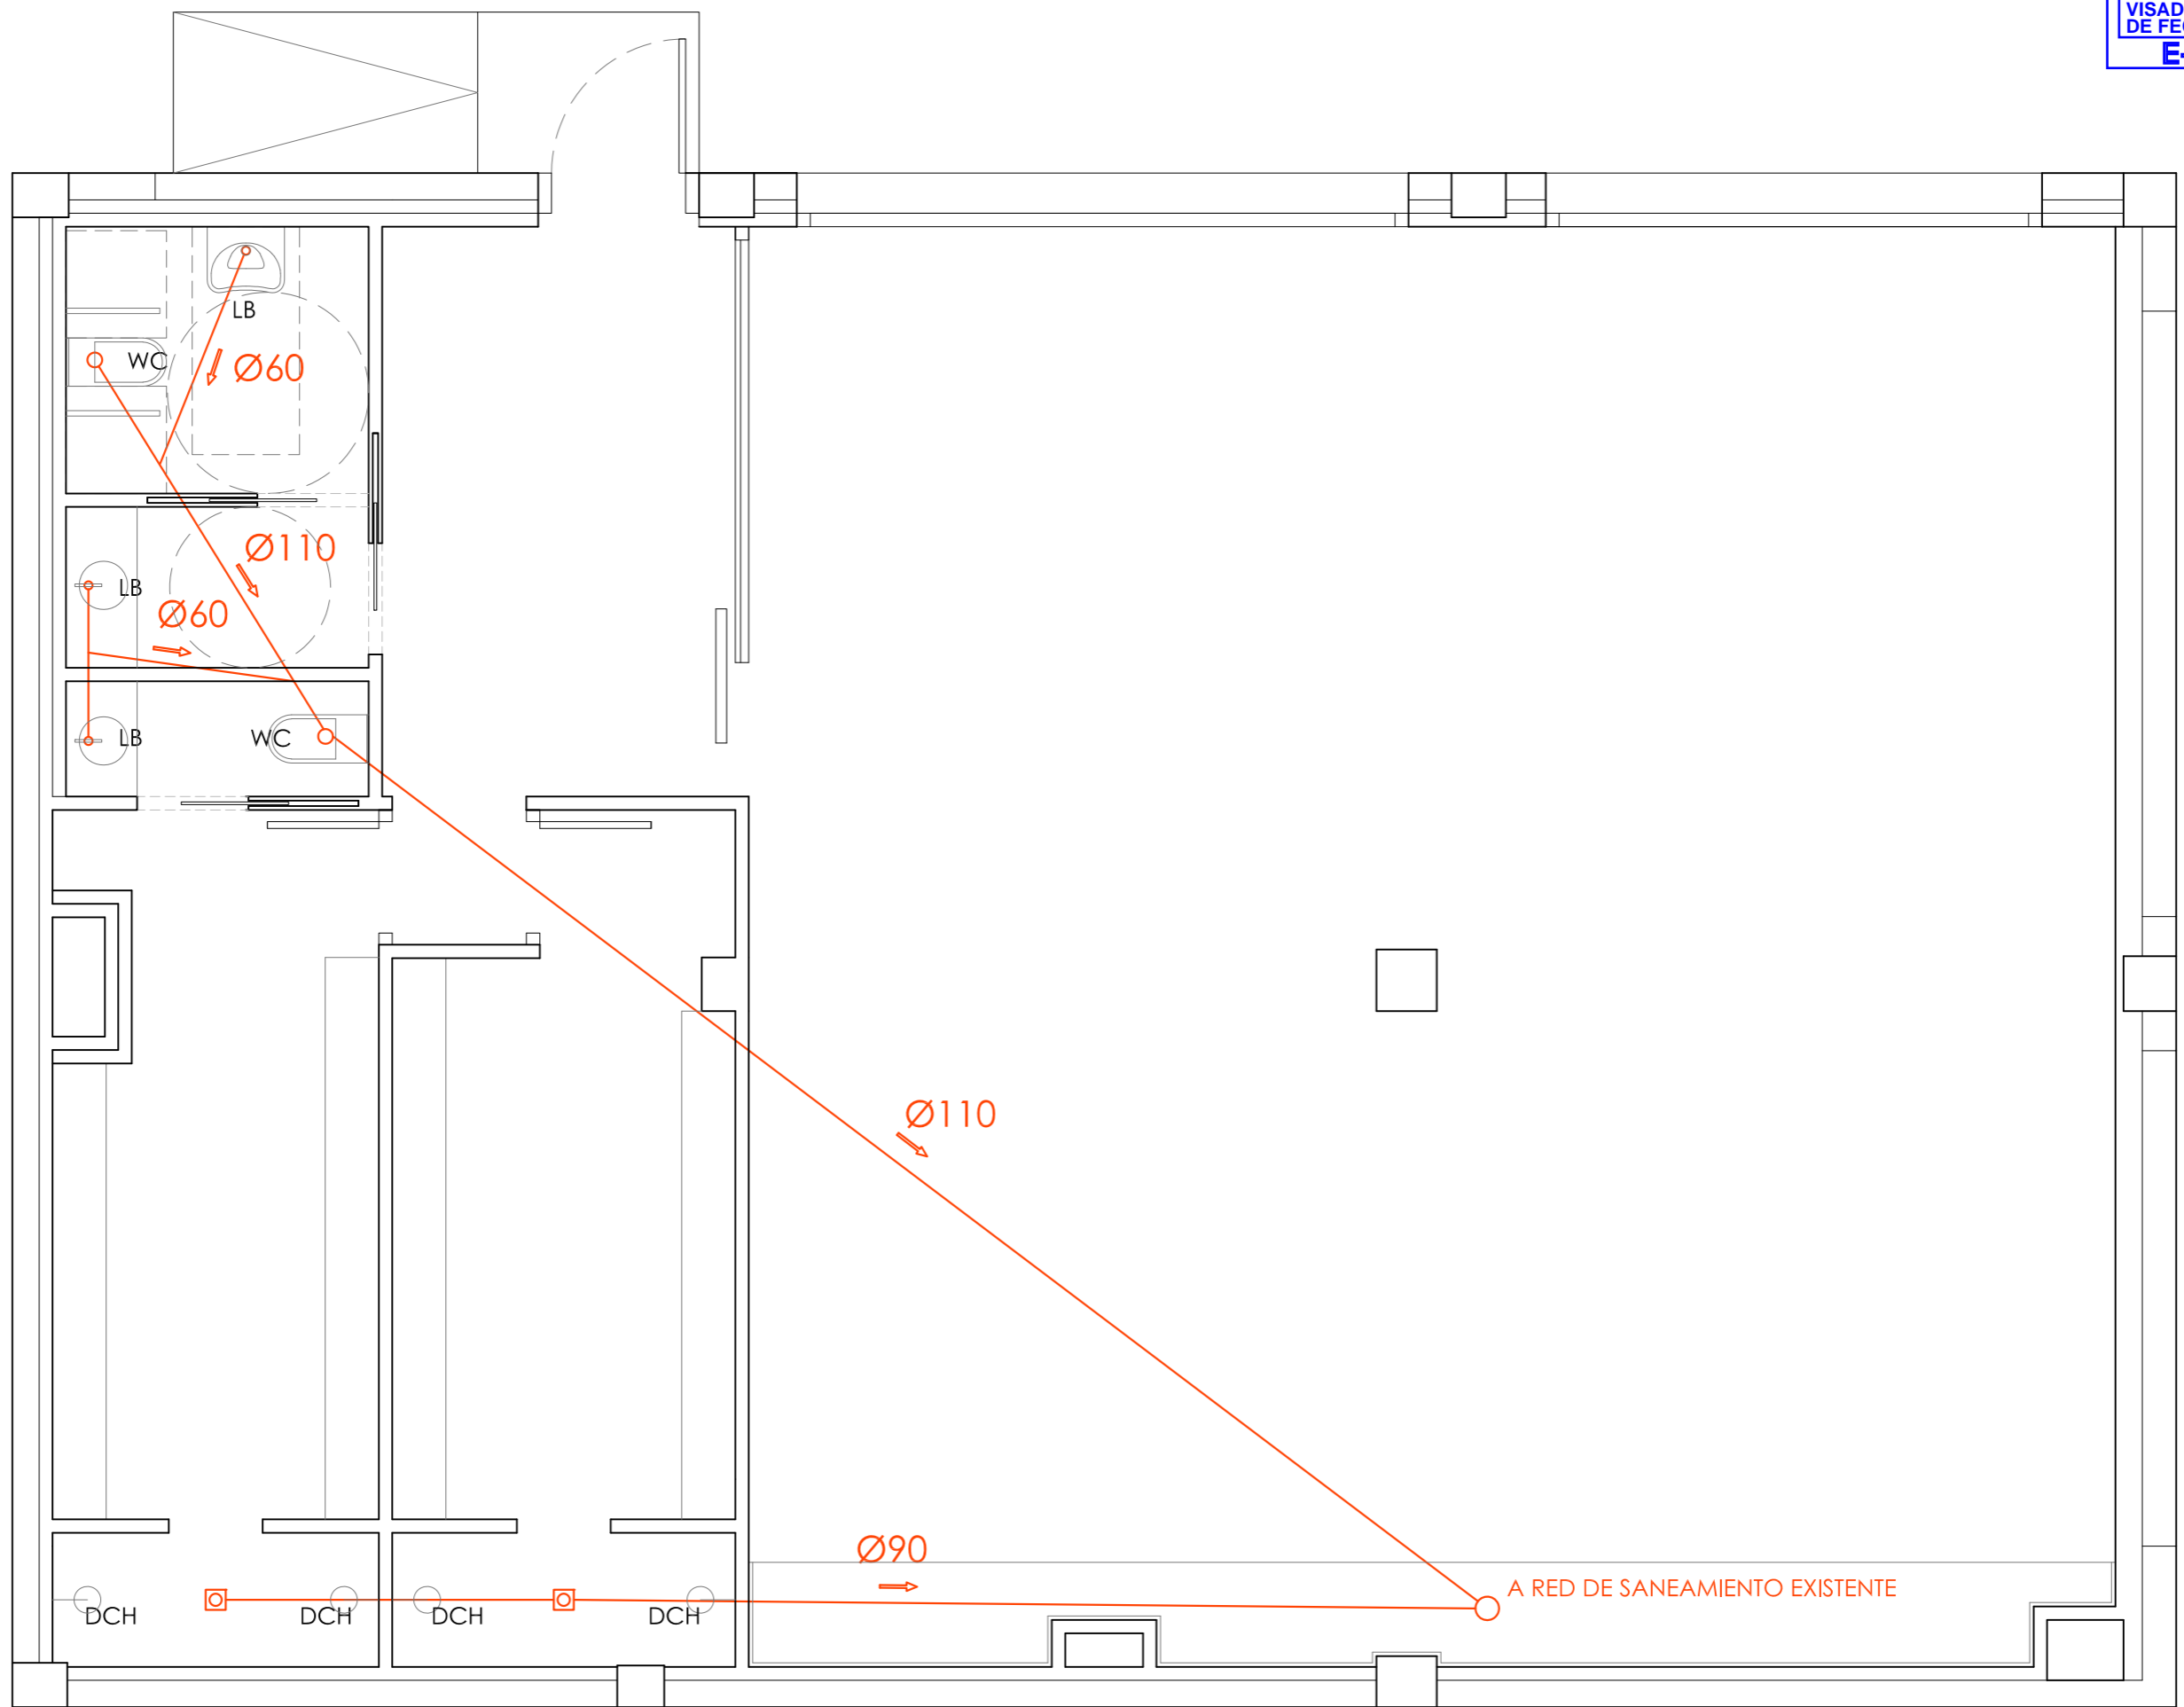 VISAD
DE FE
E-
LB
WC
Ø60
Ø110
LB
Ø60
LB
WC
Ø110
Ø90
A RED DE SANEAMIENTO EXISTENTE
DCH
DCH
DCH
DCH